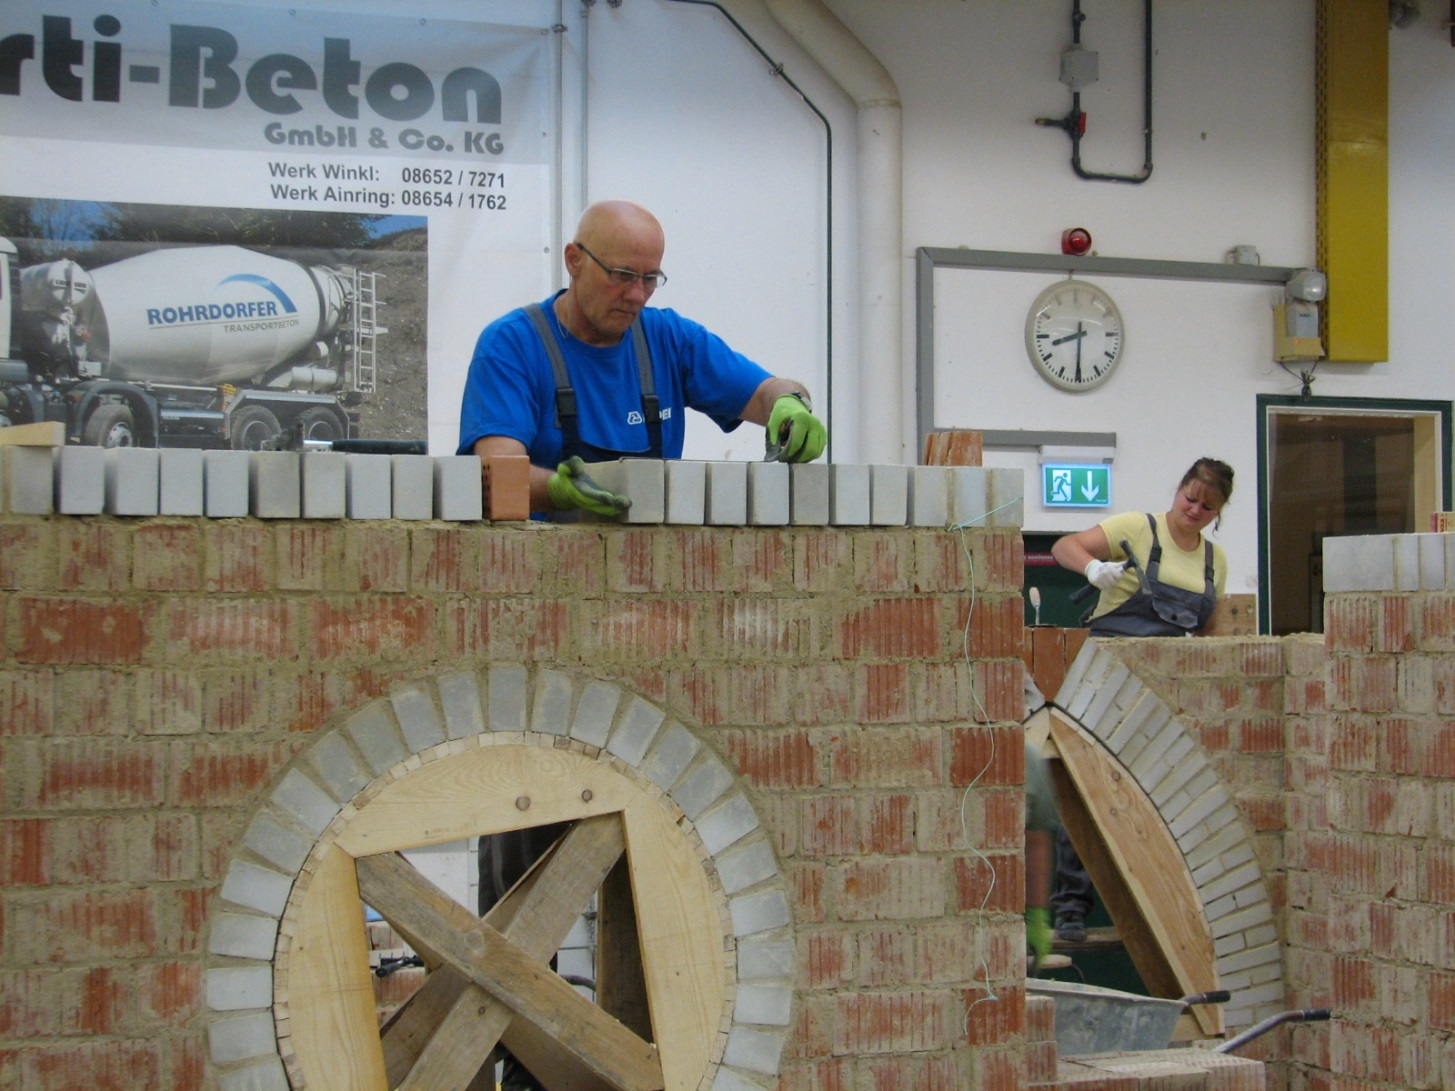 rti-Beton
GmbH & Co. KG
Werk Winkl: 08652 / 7271
Werk Ainring: 08654 / 1762
ROHRDORFER
TRANSPORTBETON